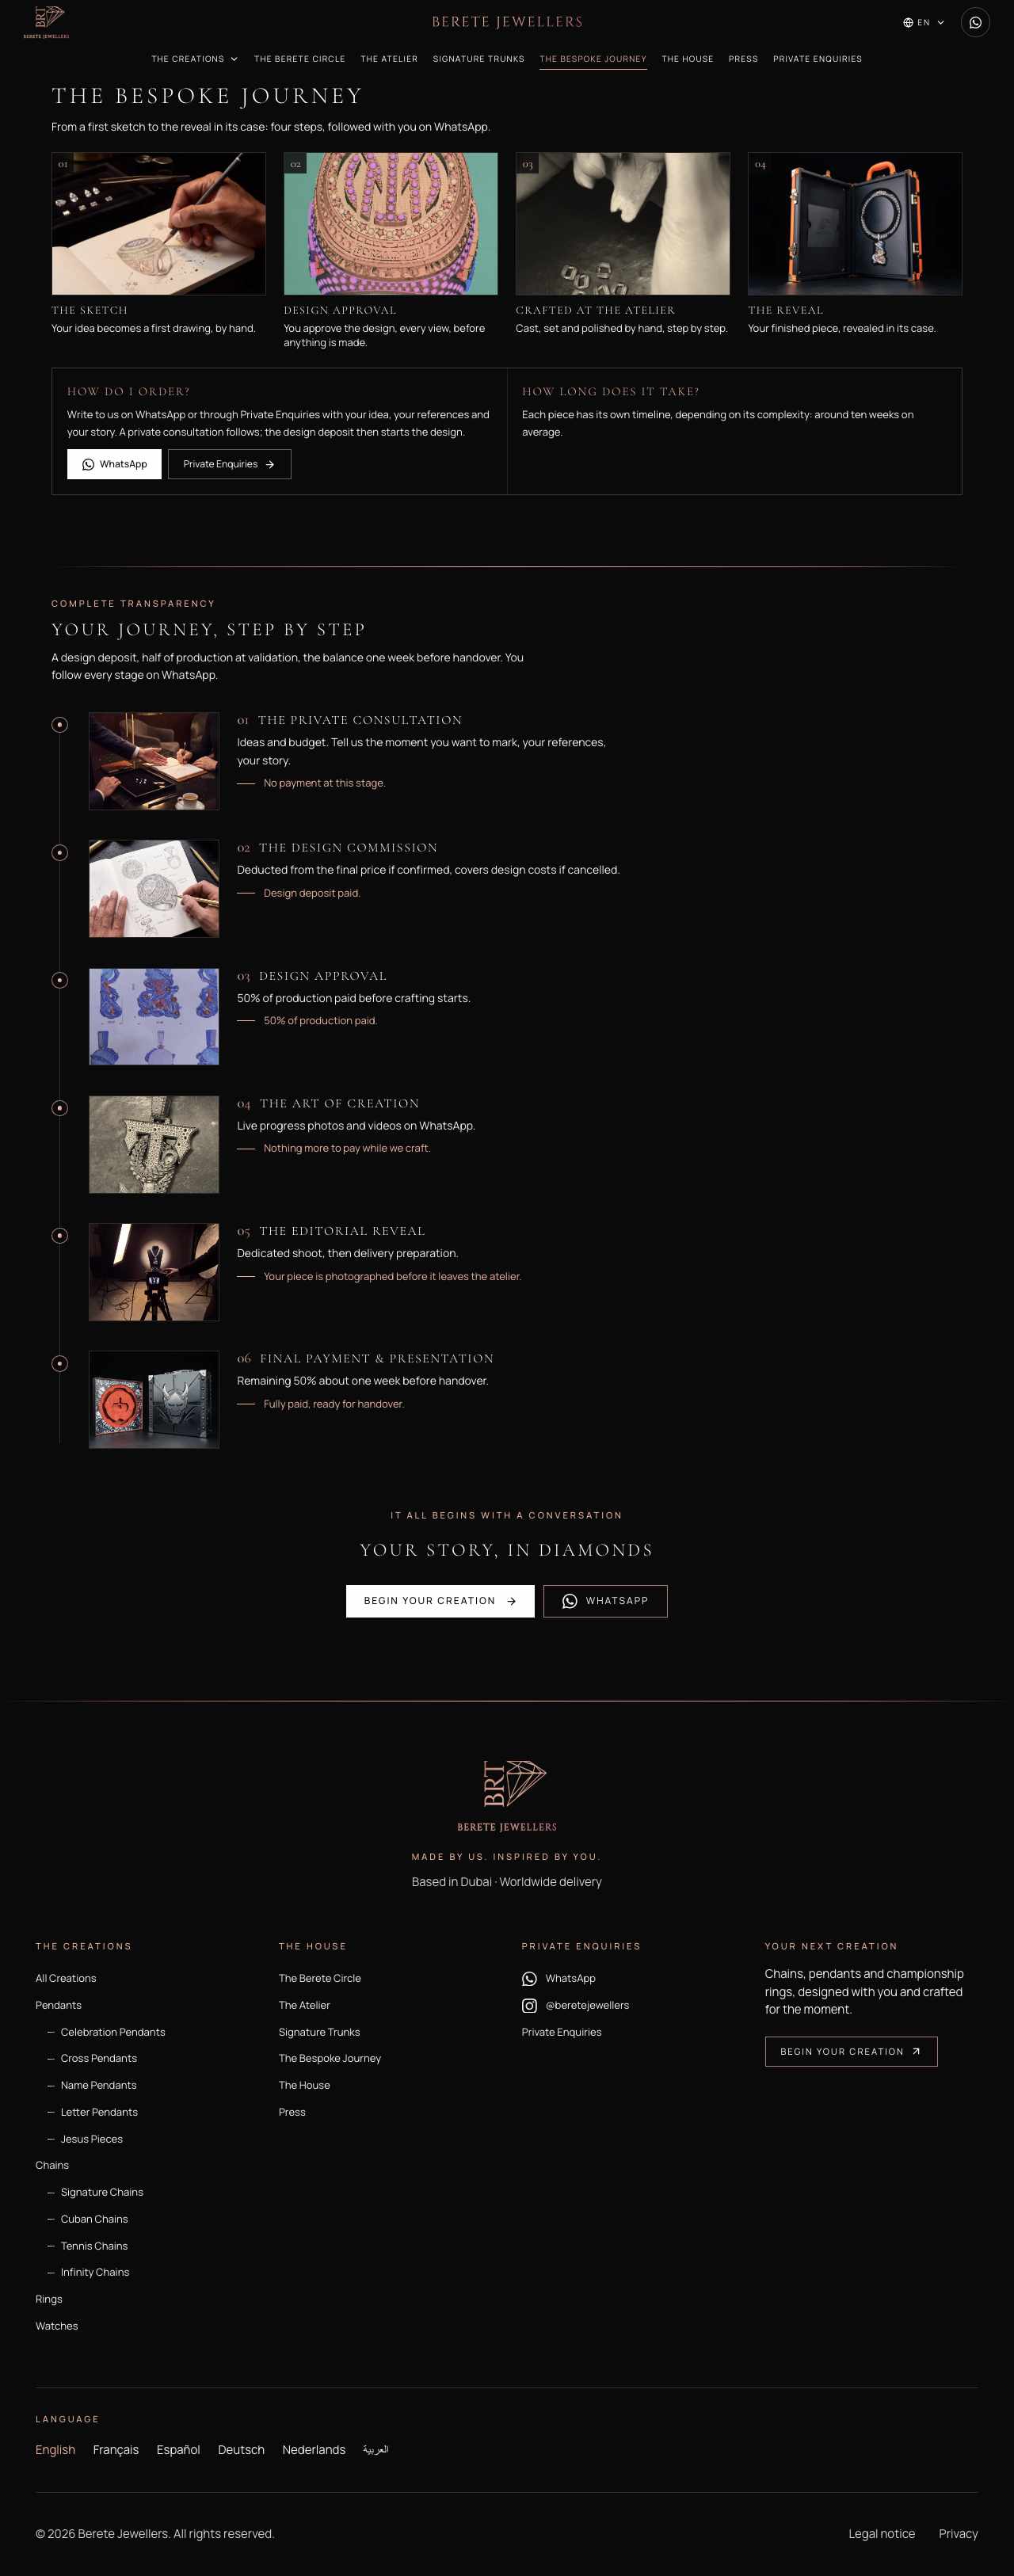 BRT
BERETE JEWELLERS
BERETE JEWELLERS
EN
THE CREATIONS
THE BERETE CIRCLE
THE ATELIER
SIGNATURE TRUNKS
THE BESPOKE JOURNEY
THE HOUSE
PRESS
PRIVATE ENQUIRIES
THE BESPOKE JOURNEY
From a first sketch to the reveal in its case: four steps, followed with you on WhatsApp.
01
02
03
04
THE SKETCH
Your idea becomes a first drawing, by hand.
DESIGN APPROVAL
You approve the design, every view, before
anything is made.
CRAFTED AT THE ATELIER
Cast, set and polished by hand, step by step.
THE REVEAL
Your finished piece, revealed in its case.
HOW DO I ORDER?
Write to us on WhatsApp or through Private Enquiries with your idea, your references and
your story. A private consultation follows; the design deposit then starts the design.
WhatsApp
Private Enquiries
HOW LONG DOES IT TAKE?
Each piece has its own timeline, depending on its complexity: around ten weeks on
average.
COMPLETE TRANSPARENCY
YOUR JOURNEY, STEP BY STEP
A design deposit, half of production at validation, the balance one week before handover. You
follow every stage on WhatsApp.
01 THE PRIVATE CONSULTATION
Ideas and budget. Tell us the moment you want to mark, your references,
your story.
No payment at this stage.
02 THE DESIGN COMMISSION
Deducted from the final price if confirmed, covers design costs if cancelled.
Design deposit paid.
03 DESIGN APPROVAL
50% of production paid before crafting starts.
50% of production paid.
04 THE ART OF CREATION
Live progress photos and videos on WhatsApp.
Nothing more to pay while we craft.
05 THE EDITORIAL REVEAL
Dedicated shoot, then delivery preparation.
Your piece is photographed before it leaves the atelier.
06 FINAL PAYMENT & PRESENTATION
Remaining 50% about one week before handover.
Fully paid, ready for handover.
IT ALL BEGINS WITH A CONVERSATION
YOUR STORY, IN DIAMONDS
BEGIN YOUR CREATION
WHATSAPP
BRT
BERETE JEWELLERS
MADE BY US. INSPIRED BY YOU.
Based in Dubai · Worldwide delivery
THE CREATIONS
All Creations
Pendants
— Celebration Pendants
— Cross Pendants
— Name Pendants
— Letter Pendants
— Jesus Pieces
Chains
— Signature Chains
— Cuban Chains
— Tennis Chains
— Infinity Chains
Rings
Watches
THE HOUSE
The Berete Circle
The Atelier
Signature Trunks
The Bespoke Journey
The House
Press
PRIVATE ENQUIRIES
WhatsApp
@beretejewellers
Private Enquiries
YOUR NEXT CREATION
Chains, pendants and championship
rings, designed with you and crafted
for the moment.
BEGIN YOUR CREATION
LANGUAGE
English
Français
Español
Deutsch
Nederlands
العربية
© 2026 Berete Jewellers. All rights reserved.
Legal notice
Privacy